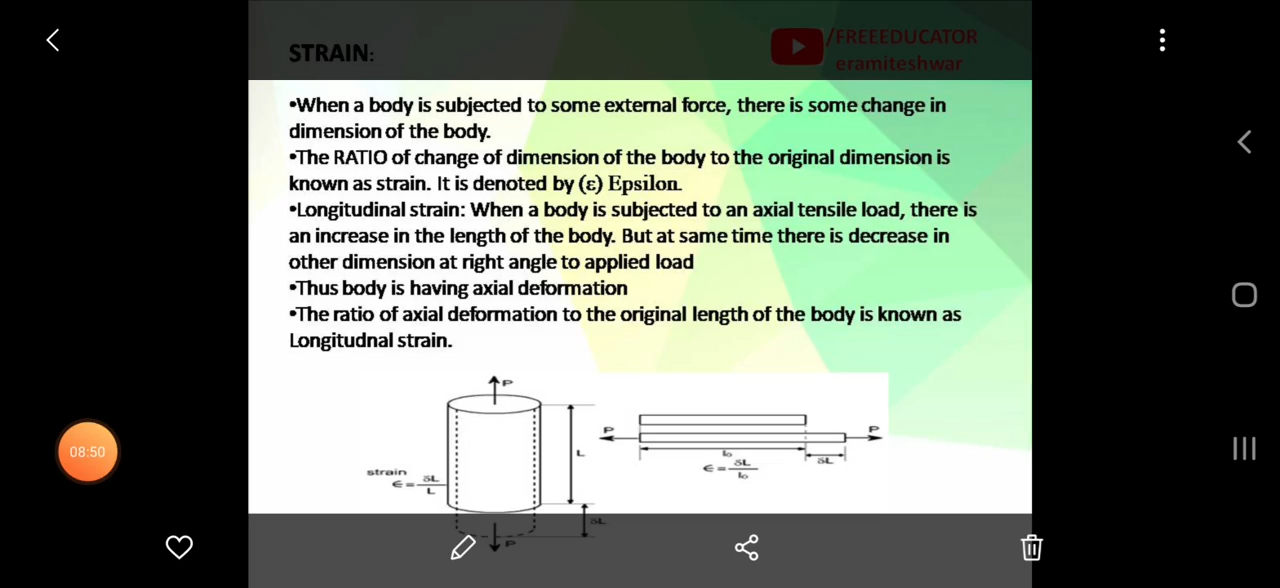 /FREEEDUCATOR
STRAIN:
eramiteshwar
•When a body is subjected to some external force, there is some change in
dimension of the body.
•The RATIO of change of dimension of the body to the original dimension is
known as strain. It is denoted by (ε) Epsilon.
•Longitudinal strain: When a body is subjected to an axial tensile load, there is
an increase in the length of the body. But at same time there is decrease in
other dimension at right angle to applied load
•Thus body is having axial deformation
•The ratio of axial deformation to the original length of the body is known as
Longitudnal strain.
P
P
P
L
lo
δL
strain
ϵ = δL / L
ϵ = δL / lo
08:50
δL
P